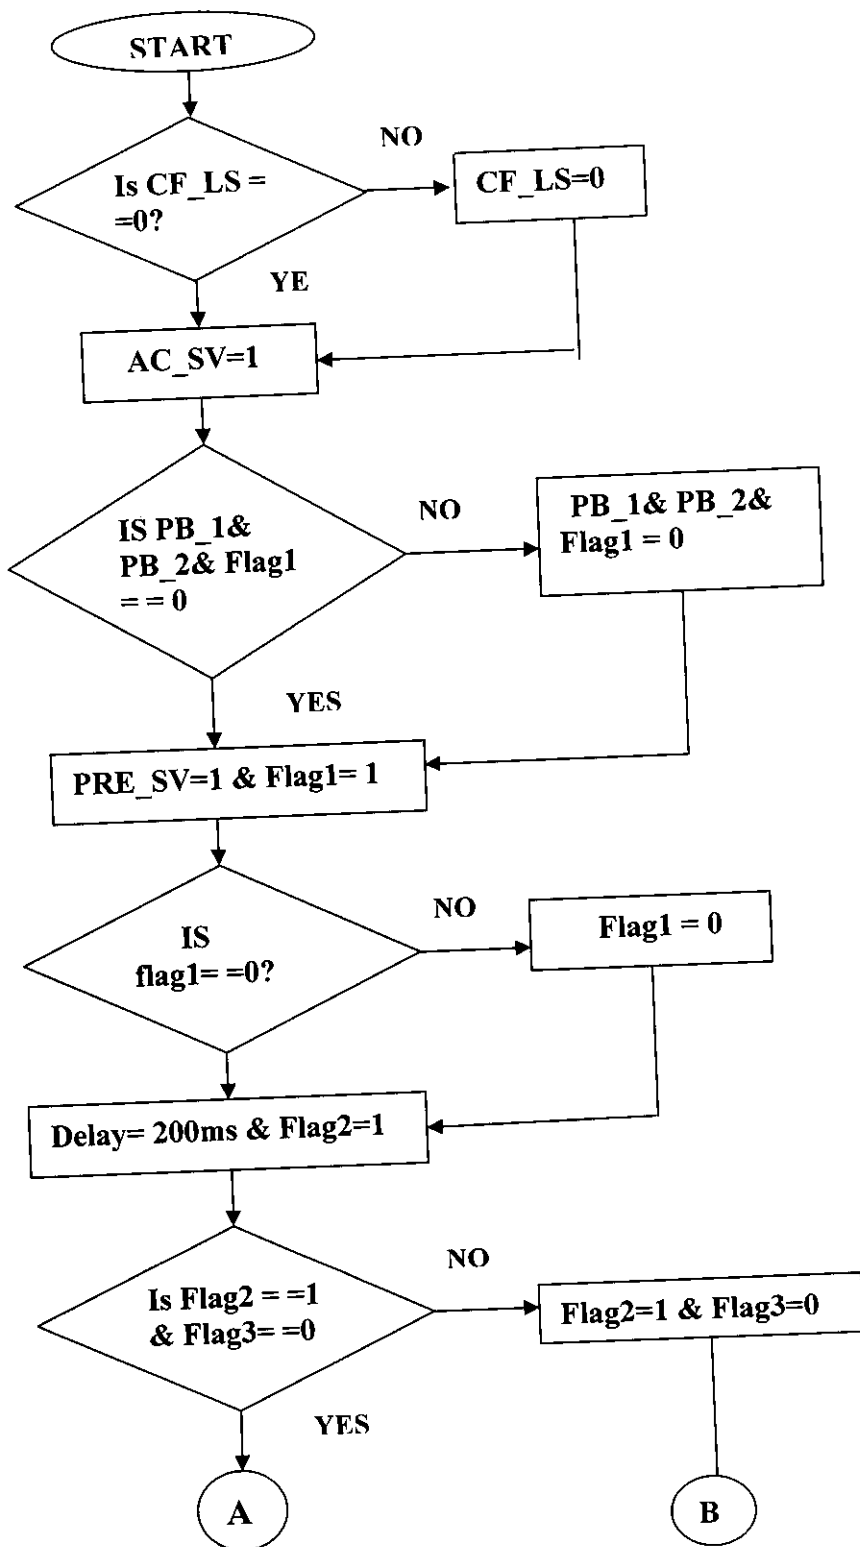 START
NO
Is CF_LS =
=0?
CF_LS=0
YE
AC_SV=1
IS PB_1&
PB_2& Flag1
= = 0
NO
PB_1& PB_2&
Flag1 = 0
YES
PRE_SV=1 & Flag1= 1
NO
IS
flag1= =0?
Flag1 = 0
Delay= 200ms & Flag2=1
NO
Is Flag2 = =1
& Flag3= =0
Flag2=1 & Flag3=0
YES
A
B